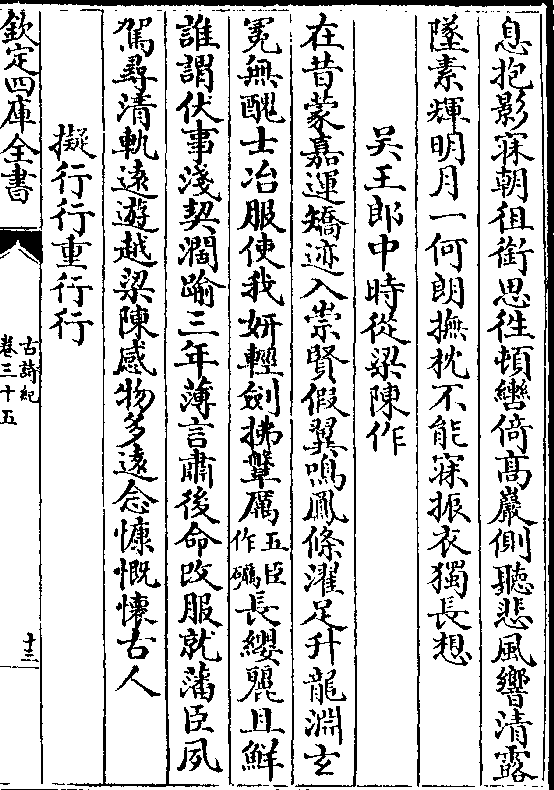 息抱影寐朝徂銜思往頓轡倚高巖側聽悲風響清露
墜素輝明月一何朗撫枕不能寐振衣獨長想
吴王郎中時從梁陳作
在昔蒙嘉運矯迹入崇賢假翼鳴鳳條濯足升龍淵玄
冕無醜士冶服使我妍輕劍拂鞶厲五臣作礪長纓麗且鮮
誰謂伏事淺契濶踰三年薄言肅後命改服就藩臣夙
駕尋清軌遠遊越梁陳感物多遠念慷慨懷古人
擬行行重行行
欽定四庫全書
古詩紀
卷三十五
十三